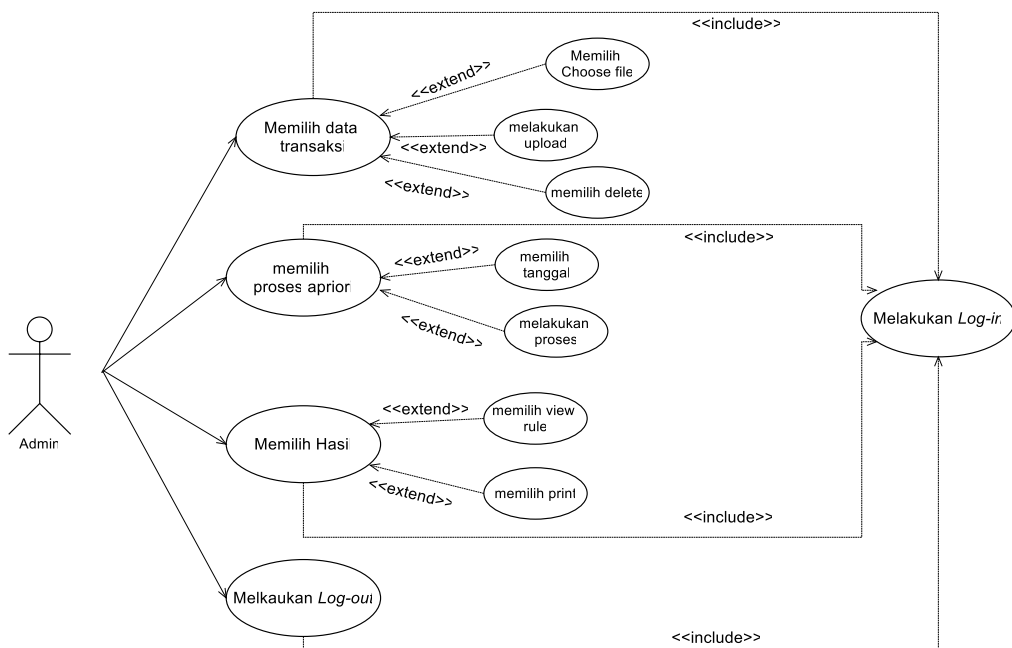 <<include>>
Memilih
Choose file
<<extend>>
Memilih data
transaksi
melakukan
upload
<<extend>>
memilih delete
<<extend>>
<<include>>
memilih
proses apriori
<<extend>>
memilih
tanggal
<<extend>>
melakukan
proses
Melakukan Log-in
Admin
<<extend>>
memilih view
rule
Memilih Hasil
<<extend>>
memilih print
<<include>>
Melkaukan Log-out
<<include>>